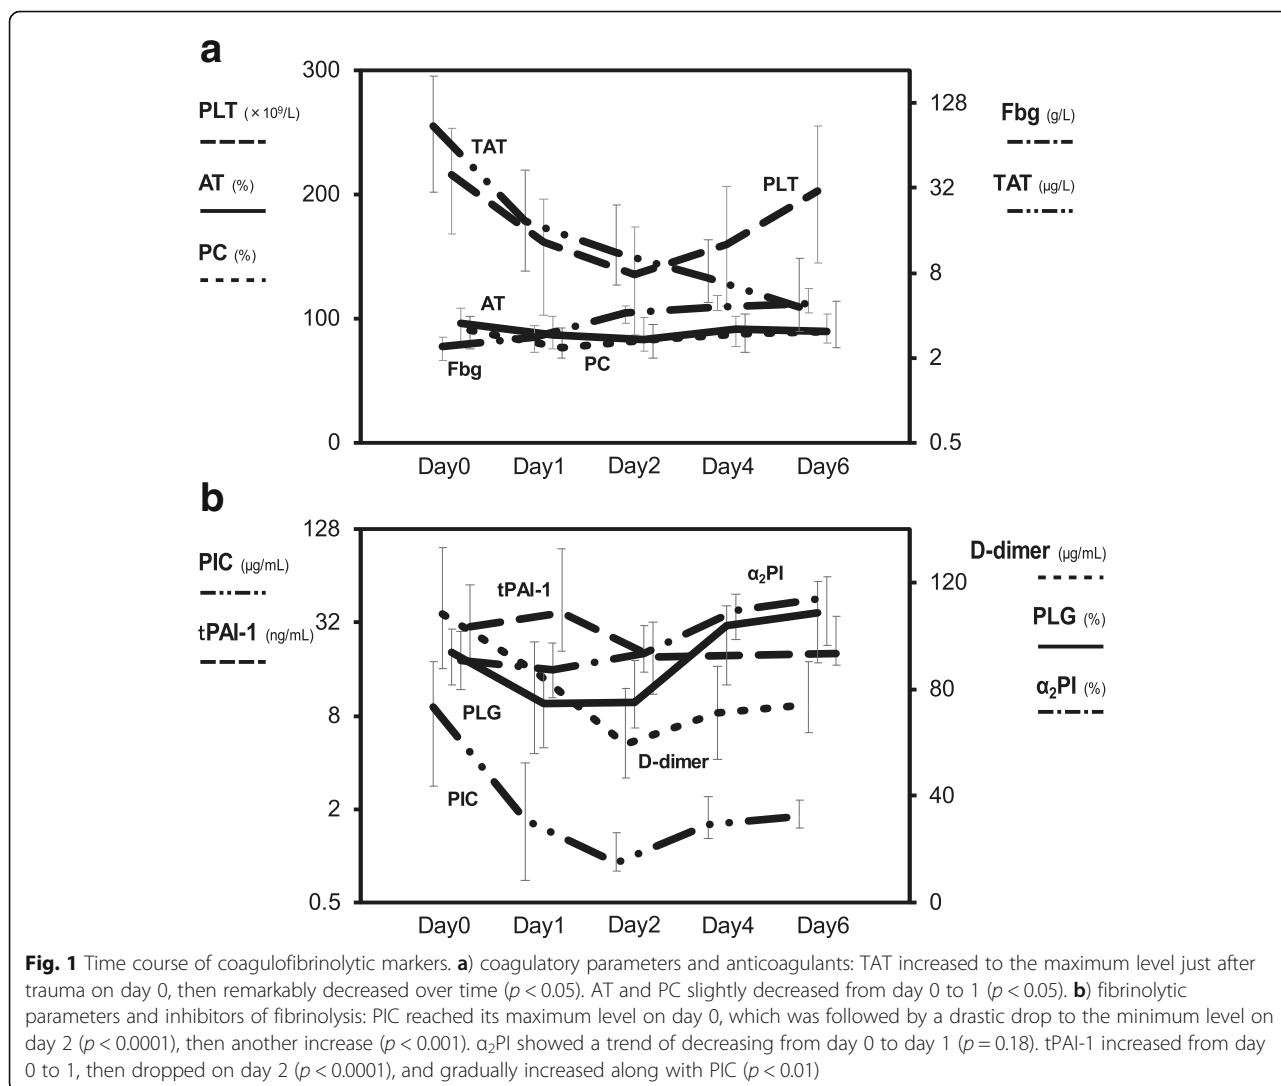 a
300
200
100
0
PLT (×10⁹/L)
AT (%)
PC (%)
128
32
8
2
0.5
Fbg (g/L)
TAT (µg/L)
TAT
PLT
AT
Fbg
PC
Day0 Day1 Day2 Day4 Day6
b
128
32
8
2
0.5
PIC (µg/mL)
tPAI-1 (ng/mL)
120
80
40
0
D-dimer (µg/mL)
PLG (%)
α₂PI (%)
tPAI-1
α₂PI
PLG
D-dimer
PIC
Day0 Day1 Day2 Day4 Day6
Fig. 1 Time course of coagulofibrinolytic markers. a) coagulatory parameters and anticoagulants: TAT increased to the maximum level just after
trauma on day 0, then remarkably decreased over time (p < 0.05). AT and PC slightly decreased from day 0 to 1 (p < 0.05). b) fibrinolytic
parameters and inhibitors of fibrinolysis: PIC reached its maximum level on day 0, which was followed by a drastic drop to the minimum level on
day 2 (p < 0.0001), then another increase (p < 0.001). α₂PI showed a trend of decreasing from day 0 to day 1 (p = 0.18). tPAI-1 increased from day
0 to 1, then dropped on day 2 (p < 0.0001), and gradually increased along with PIC (p < 0.01)